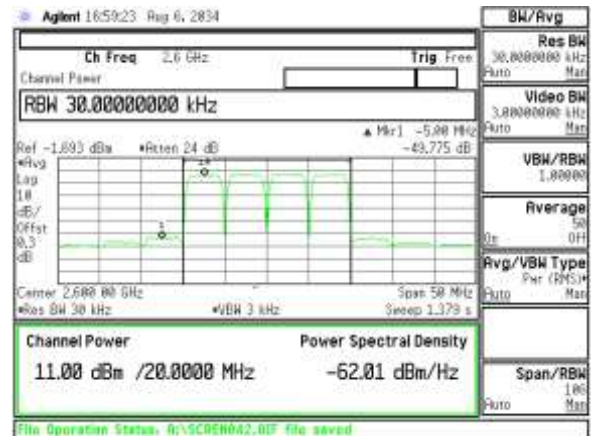 Agilent 16:59:23 Aug 6, 2034
BW/Avg
Ch Freq 2.6 GHz Trig Free
Channel Power
RBW 30.00000000 kHz
Mkr1 -5.00 MHz
Ref -1.693 dBm #Atten 24 dB -49.775 dB
#Avg
Log
10
dB/
Offst
0.3
dB
1R
1
Center 2.600 00 GHz Span 50 MHz
#Res BW 30 kHz #VBW 3 kHz Sweep 1.379 s
Channel Power Power Spectral Density
11.00 dBm /20.0000 MHz -62.01 dBm/Hz
File Operation Status, A:\SCREN042.GIF file saved
Res BW
30.0000000 kHz
Auto Man
Video BW
3.00000000 kHz
Auto Man
VBW/RBW
1.00000
Average
50
On Off
Avg/VBW Type
Pwr (RMS)
Auto Man
Span/RBW
106
Auto Man